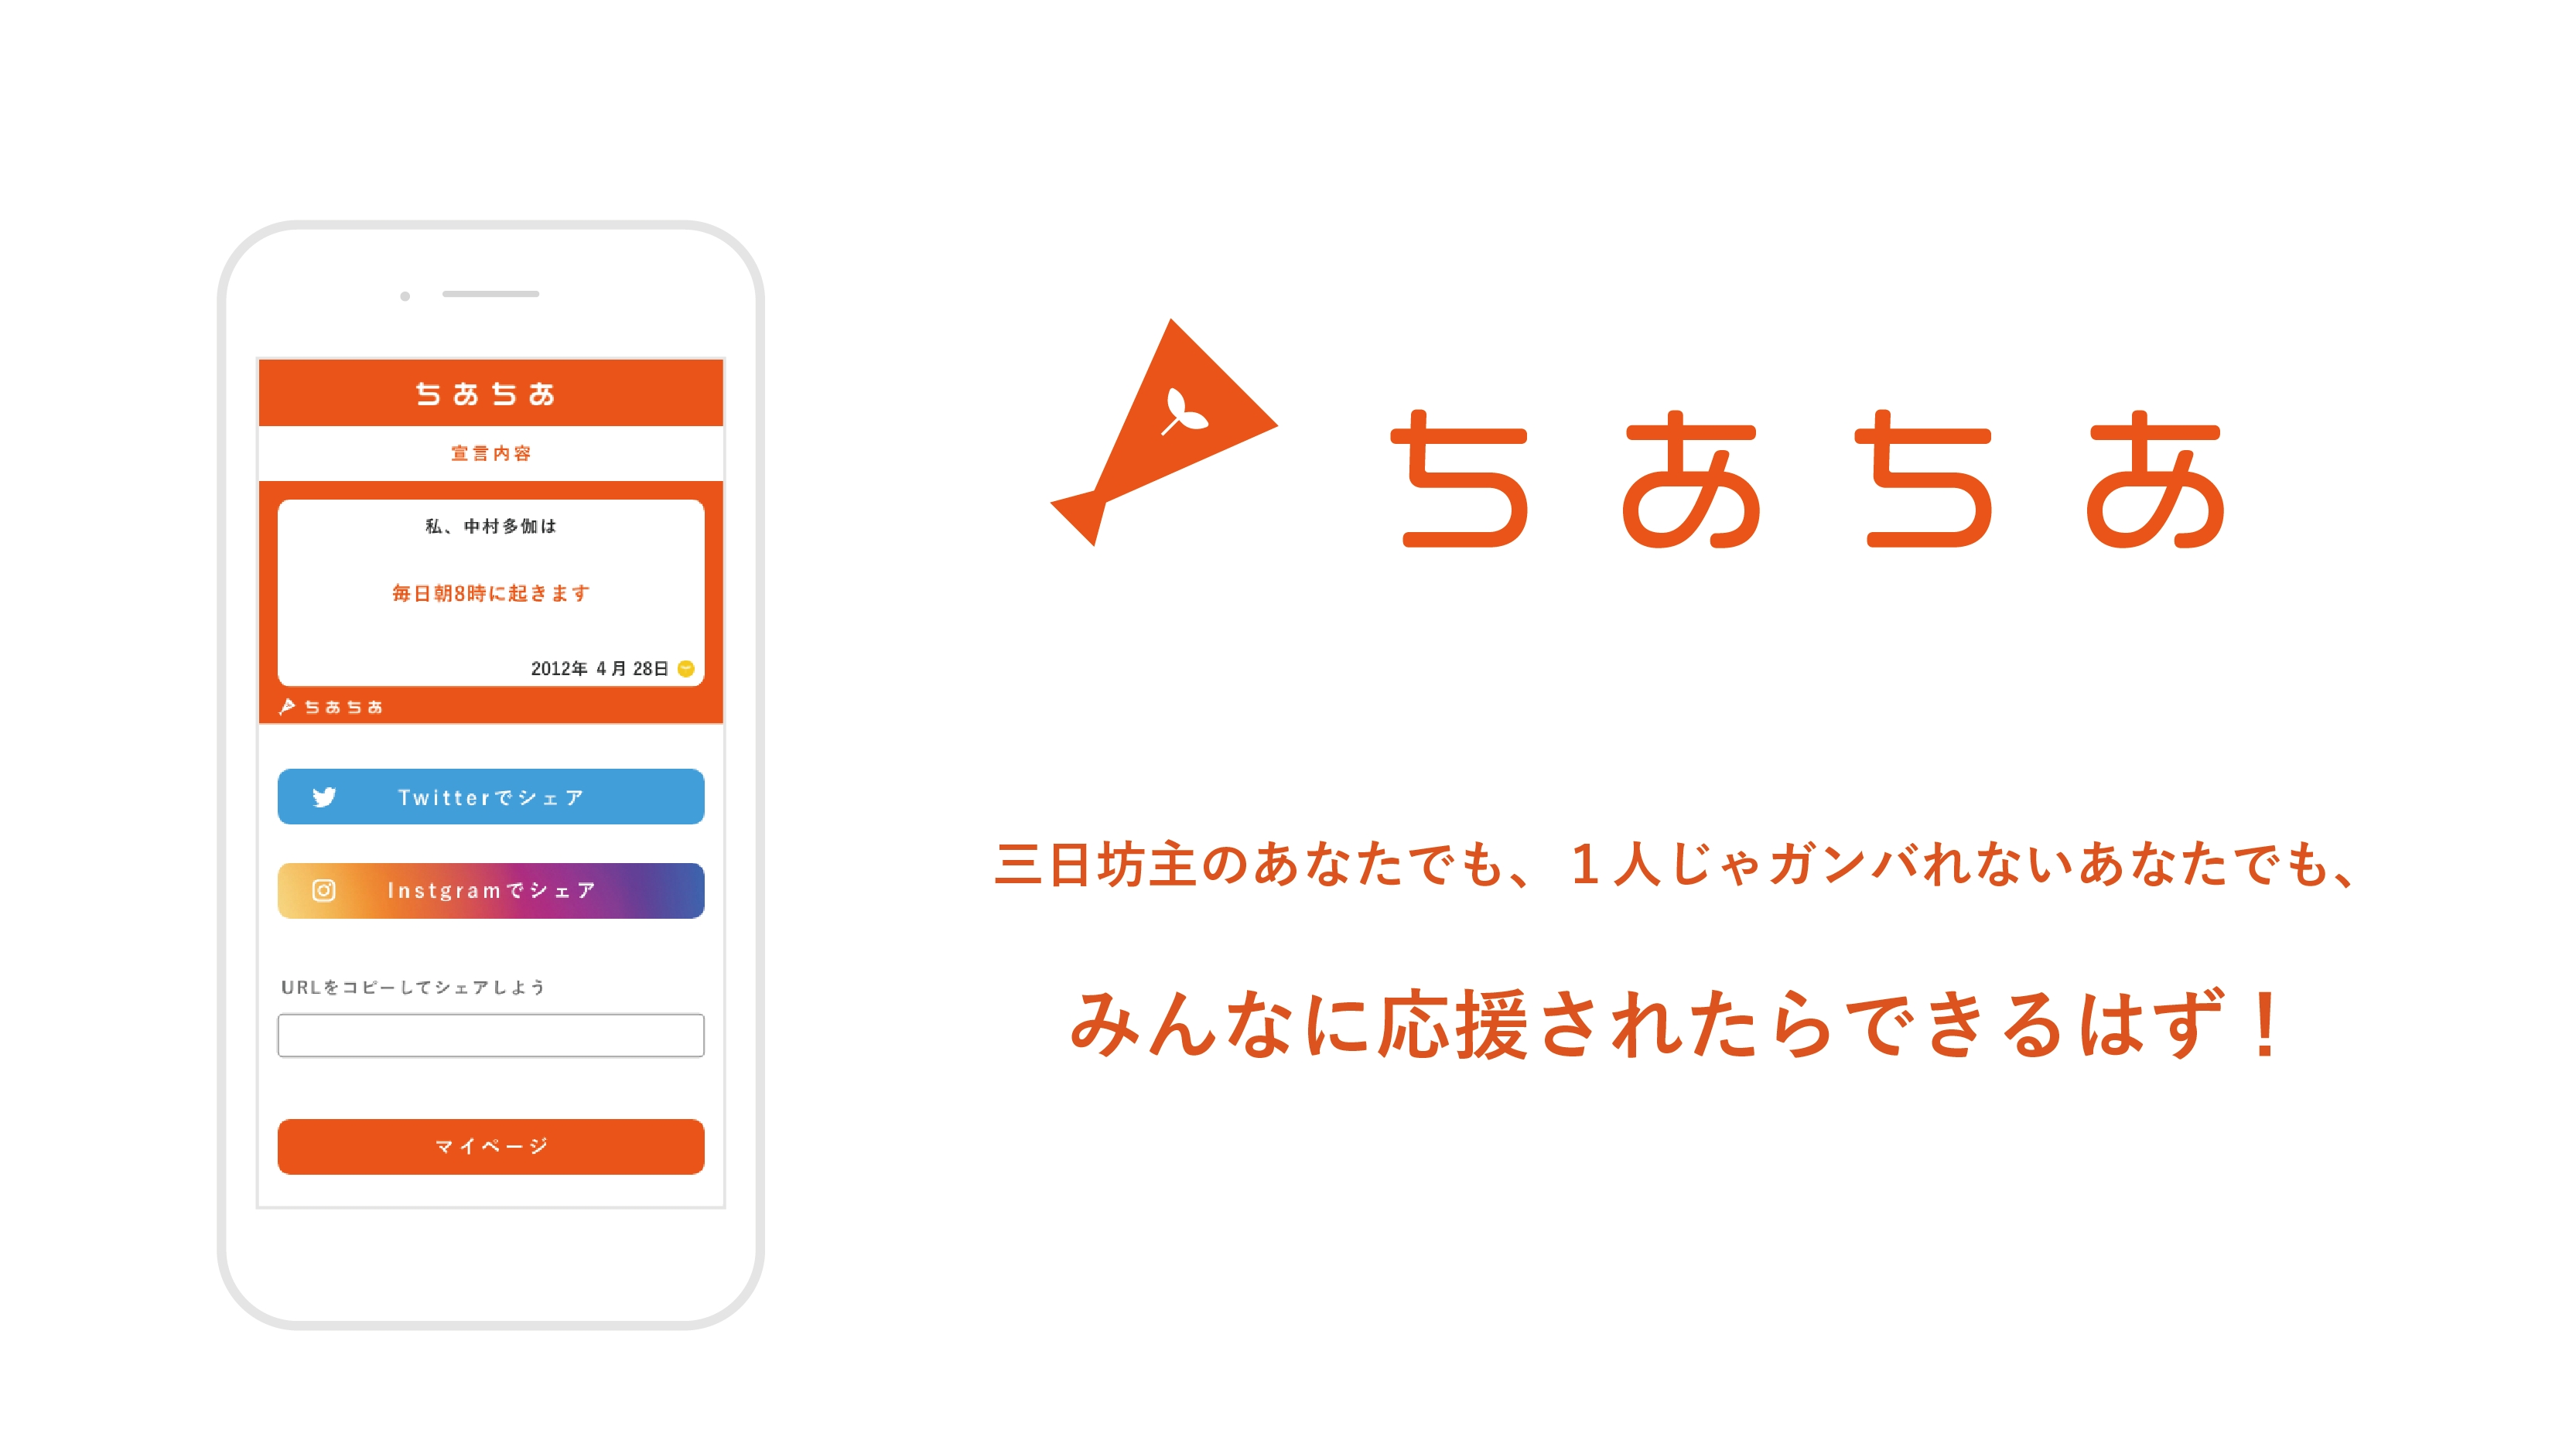 ちあちあ
宣言内容
私、中村多伽は
毎日朝8時に起きます
2012年 4月 28日
ちあちあ
Twitterでシェア
Instgramでシェア
URLをコピーしてシェアしよう
マイページ
ちあちあ
三日坊主のあなたでも、1人じゃガンバれないあなたでも、
みんなに応援されたらできるはず！